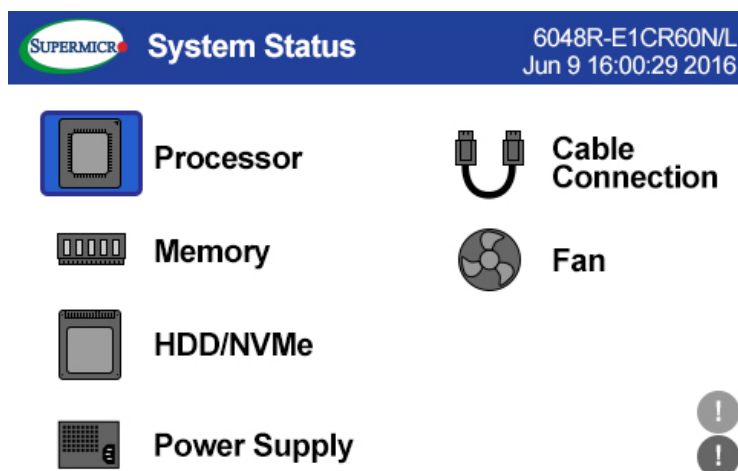 SUPERMICR
System Status
6048R-E1CR60N/L
Jun 9 16:00:29 2016
Processor
Memory
HDD/NVMe
Power Supply
Cable
Connection
Fan
!
!